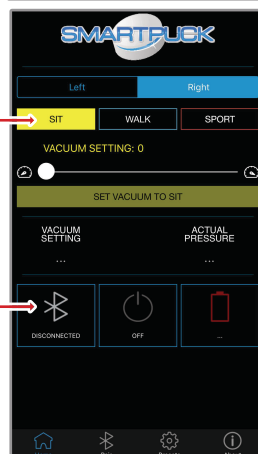 SMARTPUCK
Left Right
SIT WALK SPORT
VACUUM SETTING: 0
SET VACUUM TO SIT
VACUUM SETTING
ACTUAL PRESSURE
... ...
DISCONNECTED OFF ...